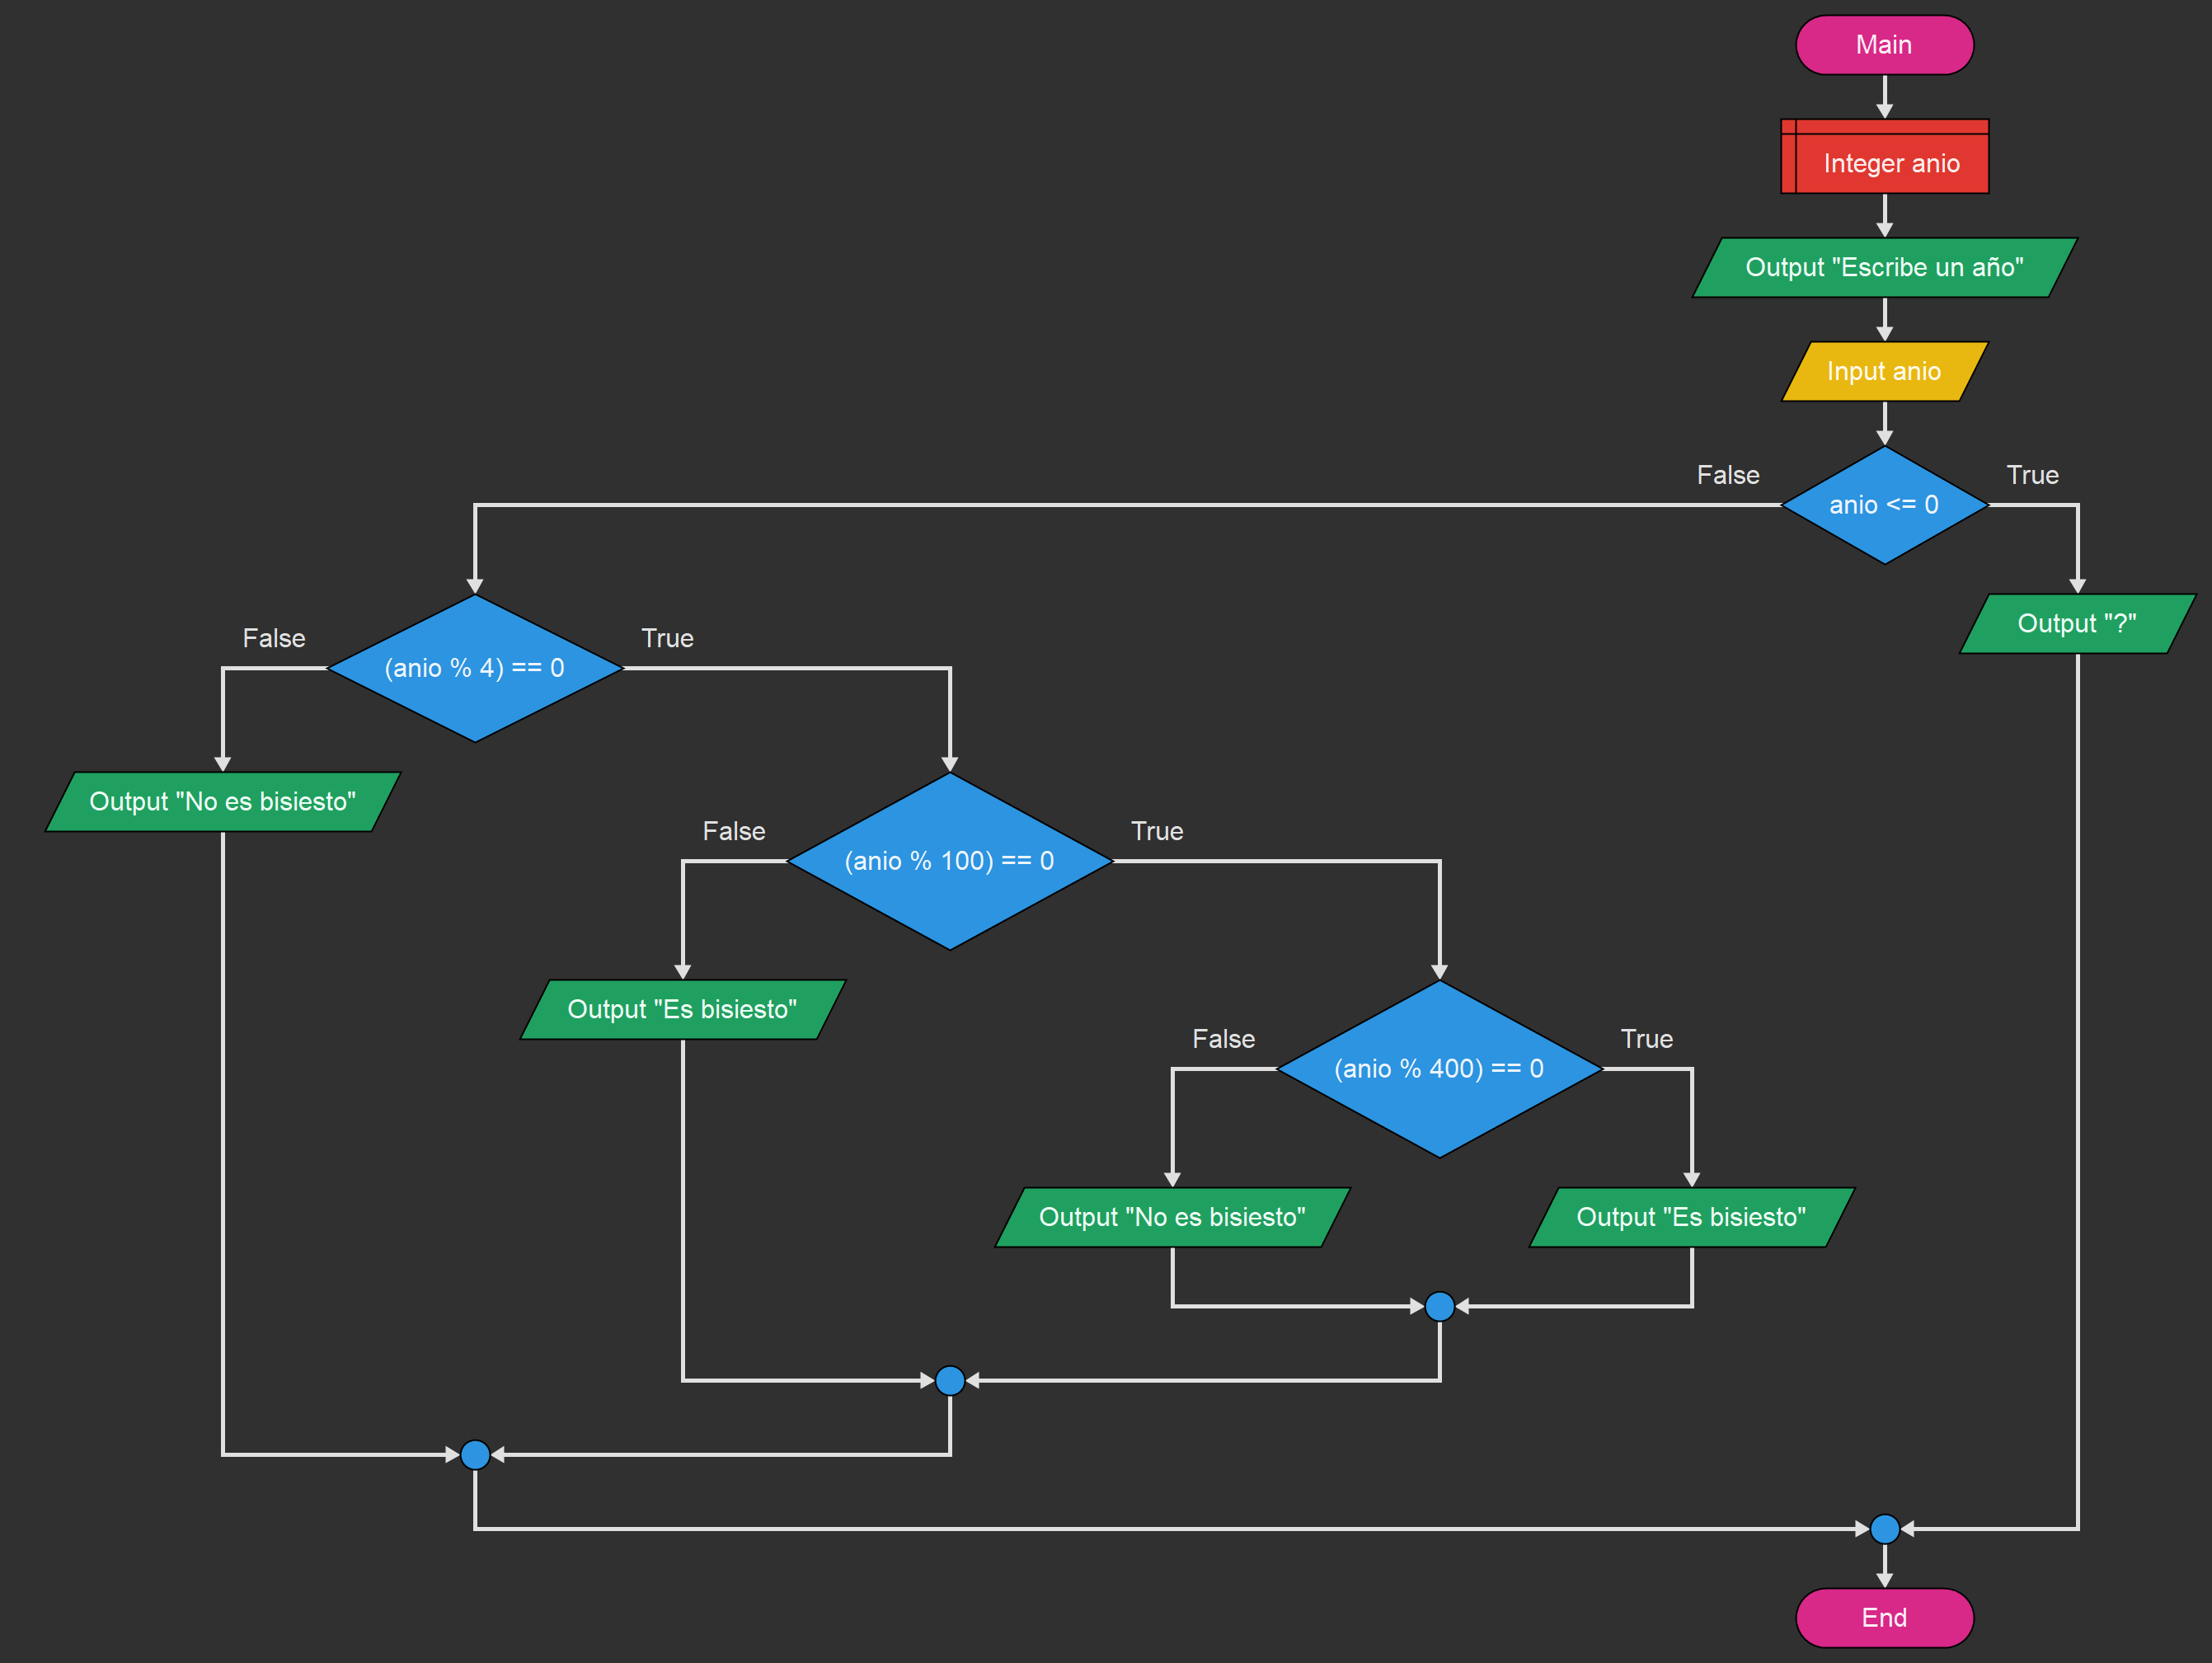 Main
Integer anio
Output "Escribe un año"
Input anio
False
True
anio <= 0
Output "?"
False
True
(anio % 4) == 0
Output "No es bisiesto"
False
True
(anio % 100) == 0
Output "Es bisiesto"
False
True
(anio % 400) == 0
Output "No es bisiesto"
Output "Es bisiesto"
End